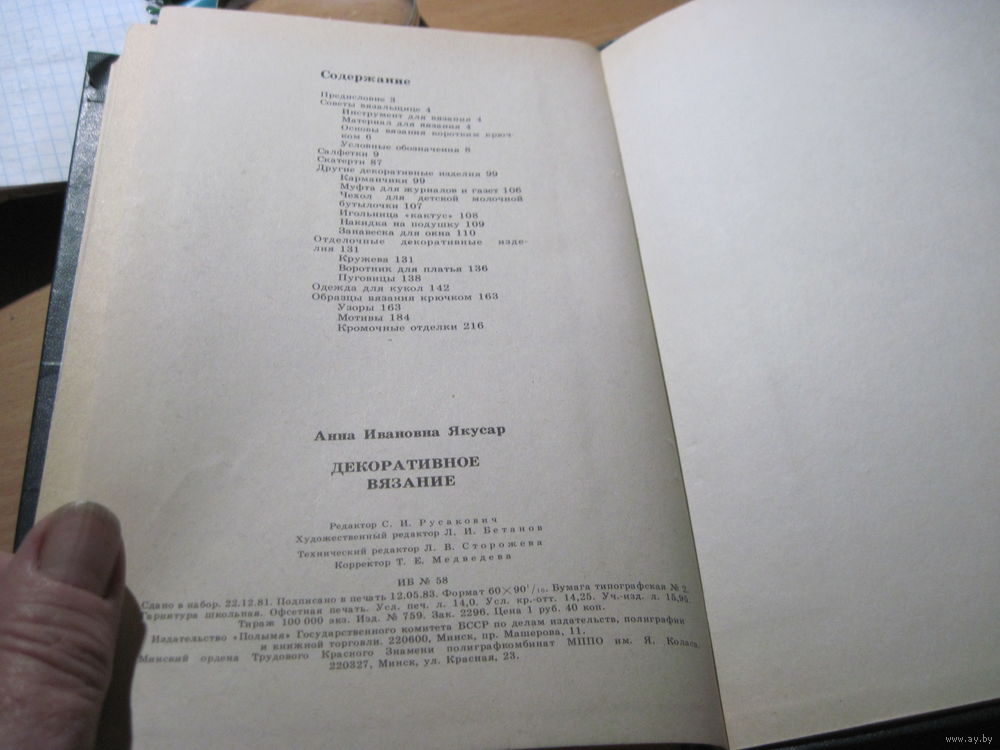 Содержание
Предисловие 3
Советы вязальщице 4
Инструмент для вязания 4
Материал для вязания 4
Основы вязания коротким крюч-
ком 6
Условные обозначения 8
Салфетки 9
Скатерти 87
Другие декоративные изделия 99
Карманчики 99
Муфта для журналов и газет 106
Чехол для детской молочной
бутылочки 107
Игольница «кактус» 108
Накидка на подушку 109
Занавеска для окна 110
Отделочные декоративные изде-
лия 131
Кружева 131
Воротник для платья 136
Пуговицы 138
Одежда для кукол 142
Образцы вязания крючком 163
Узоры 163
Мотивы 184
Кромочные отделки 216
Анна Ивановна Якусар
ДЕКОРАТИВНОЕ
ВЯЗАНИЕ
Редактор С. И. Русакович
Художественный редактор Л. И. Бетанов
Технический редактор Л. В. Сторожева
Корректор Т. Е. Медведева
ИБ № 58
Сдано в набор. 22.12.81. Подписано в печать 12.05.83. Формат 60×90¹/₁₆. Бумага типографская № 2.
Гарнитура школьная. Офсетная печать. Усл. печ. л. 14,0. Усл. кр.-отт. 14,25. Уч.-изд. л. 15,95.
Тираж 100 000 экз. Изд. № 759. Зак. 2296. Цена 1 руб. 40 коп.
Издательство «Полымя» Государственного комитета БССР по делам издательств, полиграфии
и книжной торговли. 220600, Минск, пр. Машерова, 11.
Минский ордена Трудового Красного Знамени полиграфкомбинат МППО им. Я. Коласа.
220327, Минск, ул. Красная, 23.
www.ay.by